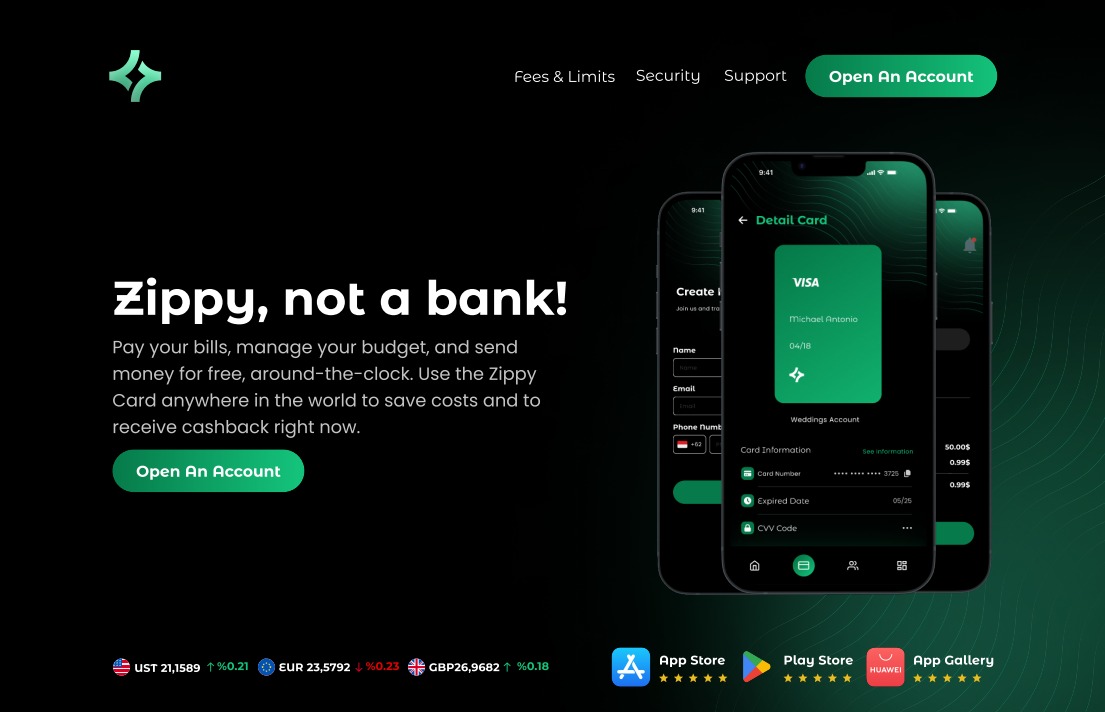 Fees & Limits
Security
Support
Open An Account
Zippy, not a bank!
Pay your bills, manage your budget, and send
money for free, around-the-clock. Use the Zippy
Card anywhere in the world to save costs and to
receive cashback right now.
Open An Account
9:41
Create
Join us and
Name
Name
Email
Email
Phone
+62
9:41
Detail Card
VISA
Michael Antonio
04/18
Weddings Account
Card Information
See information
Card Number
•••• •••• •••• 3725
Expired Date
05/25
CVV Code
•••
50.00$
0.99$
0.99$
UST 21,1589 ↑ %0.21
EUR 23,5792 ↓ %0.23
GBP26,9682 ↑ %0.18
App Store
Play Store
HUAWEI
App Gallery